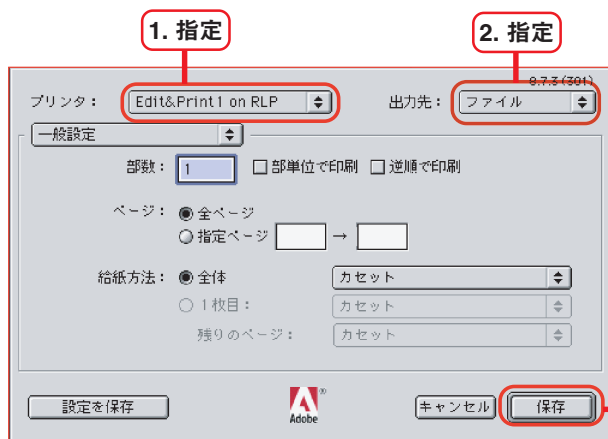 1. 指定
2. 指定
8.7.3 (301)
プリンタ： Edit&Print1 on RLP 出力先： ファイル
一般設定
部数： 1 部単位で印刷 逆順で印刷
ページ： 全ページ
指定ページ →
給紙方法： 全体 カセット
1枚目： カセット
残りのページ： カセット
設定を保存 Adobe ® キャンセル 保存